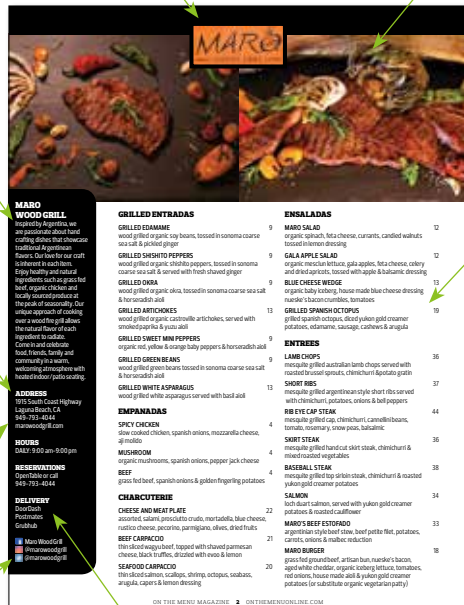 MARO
MARO
WOOD GRILL
Inspired by Argentina, we
are passionate about hand
crafting dishes that showcase
traditional Argentinean
flavors. Our love for our craft
is inherent in each item.
Enjoy healthy and natural
ingredients such as grass fed
beef, organic chicken and
locally sourced produce at
the peak of seasonality. Our
unique approach of cooking
over a wood fire grill allows
the natural flavor of each
ingredient to radiate.
Come in and celebrate
food, friends, family and
community in a warm,
welcoming atmosphere with
heated indoor/patio seating.
ADDRESS
1915 South Coast Highway
Laguna Beach, CA
949-793-4044
marowoodgrill.com
HOURS
DAILY: 9:00 am-9:00 pm
RESERVATIONS
OpenTable or call
949-793-4044
DELIVERY
DoorDash
Postmates
Grubhub
Maro Wood Grill
@marowoodgrill
@marowoodgrill
GRILLED ENTRADAS
GRILLED EDAMAME 9
wood grilled organic soy beans, tossed in sonoma coarse
sea salt & pickled ginger
GRILLED SHISHITO PEPPERS 9
wood grilled organic shishito peppers, tossed in sonoma
coarse sea salt & served with fresh shaved ginger
GRILLED OKRA 9
wood grilled organic okra, tossed in sonoma coarse sea salt
& horseradish aioli
GRILLED ARTICHOKES 13
wood grilled organic castroville artichokes, served with
smoked paprika & yuzu aioli
GRILLED SWEET MINI PEPPERS 9
organic red, yellow & orange baby peppers & horseradish aioli
GRILLED GREEN BEANS 9
wood grilled green beans tossed in sonoma coarse sea salt
& horseradish aioli
GRILLED WHITE ASPARAGUS 13
wood grilled white asparagus served with basil aioli
EMPANADAS
SPICY CHICKEN 4
slow cooked chicken, spanish onions, mozzarella cheese,
aji molido
MUSHROOM 4
organic mushrooms, spanish onions, pepper jack cheese
BEEF 4
grass fed beef, spanish onions & golden fingerling potatoes
CHARCUTERIE
CHEESE AND MEAT PLATE 22
assorted, salami, prosciutto crudo, mortadella, blue cheese,
rustico cheese, pecorino, parmigiano, olives, dried fruits
BEEF CARPACCIO 21
thin sliced wagyu beef, topped with shaved parmesan
cheese, black truffles, drizzled with evoo & lemon
SEAFOOD CARPACCIO 20
thin sliced salmon, scallops, shrimp, octopus, seabass,
arugula, capers & lemon dressing
ENSALADAS
MARO SALAD 12
organic spinach, feta cheese, currants, candied walnuts
tossed in lemon dressing
GALA APPLE SALAD 12
organic mesclun lettuce, gala apples, feta cheese, celery
and dried apricots, tossed with apple & balsamic dressing
BLUE CHEESE WEDGE 13
organic baby iceberg, house made blue cheese dressing
nueske's bacon crumbles, tomatoes
GRILLED SPANISH OCTOPUS 19
grilled spanish octopus, diced yukon gold creamer
potatoes, edamame, sausage, cashews & arugula
ENTREES
LAMB CHOPS 36
mesquite grilled australian lamb chops served with
roasted brussel sprouts, chimichurri & potato gratin
SHORT RIBS 37
mesquite grilled argentinean style short ribs served
with chimichurri, potatoes, onions & bell peppers
RIB EYE CAP STEAK 44
mesquite grilled cap, chimichurri, cannellini beans,
tomato, rosemary, snow peas, balsalmic
SKIRT STEAK 36
mesquite grilled hand cut skirt steak, chimichurri &
mixed roasted vegetables
BASEBALL STEAK 38
mesquite grilled top sirloin steak, chimichurri & roasted
yukon gold creamer potatoes
SALMON 34
loch duart salmon, served with yukon gold creamer
potatoes & roasted cauliflower
MARO'S BEEF ESTOFADO 33
argentinian style beef stew, beef petite filet, potatoes,
carrots, onions & malbec reduction
MARO BURGER 18
grass fed ground beef, artisan bun, nueske's bacon,
aged white cheddar, organic iceberg lettuce, tomatoes,
red onions, house made aioli & yukon gold creamer
potatoes (or substitute organic vegetarian patty)
ON THE MENU MAGAZINE 2 ONTHEMENUONLINE.COM